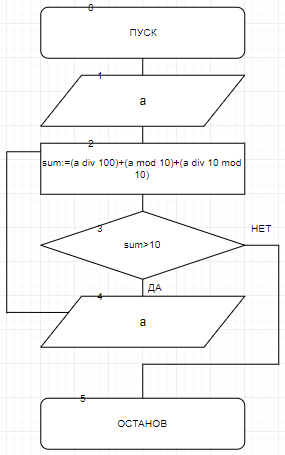 0
ПУСК
1
a
2
sum:=(a div 100)+(a mod 10)+(a div 10 mod
10)
3
НЕТ
sum>10
ДА
4
a
5
ОСТАНОВ